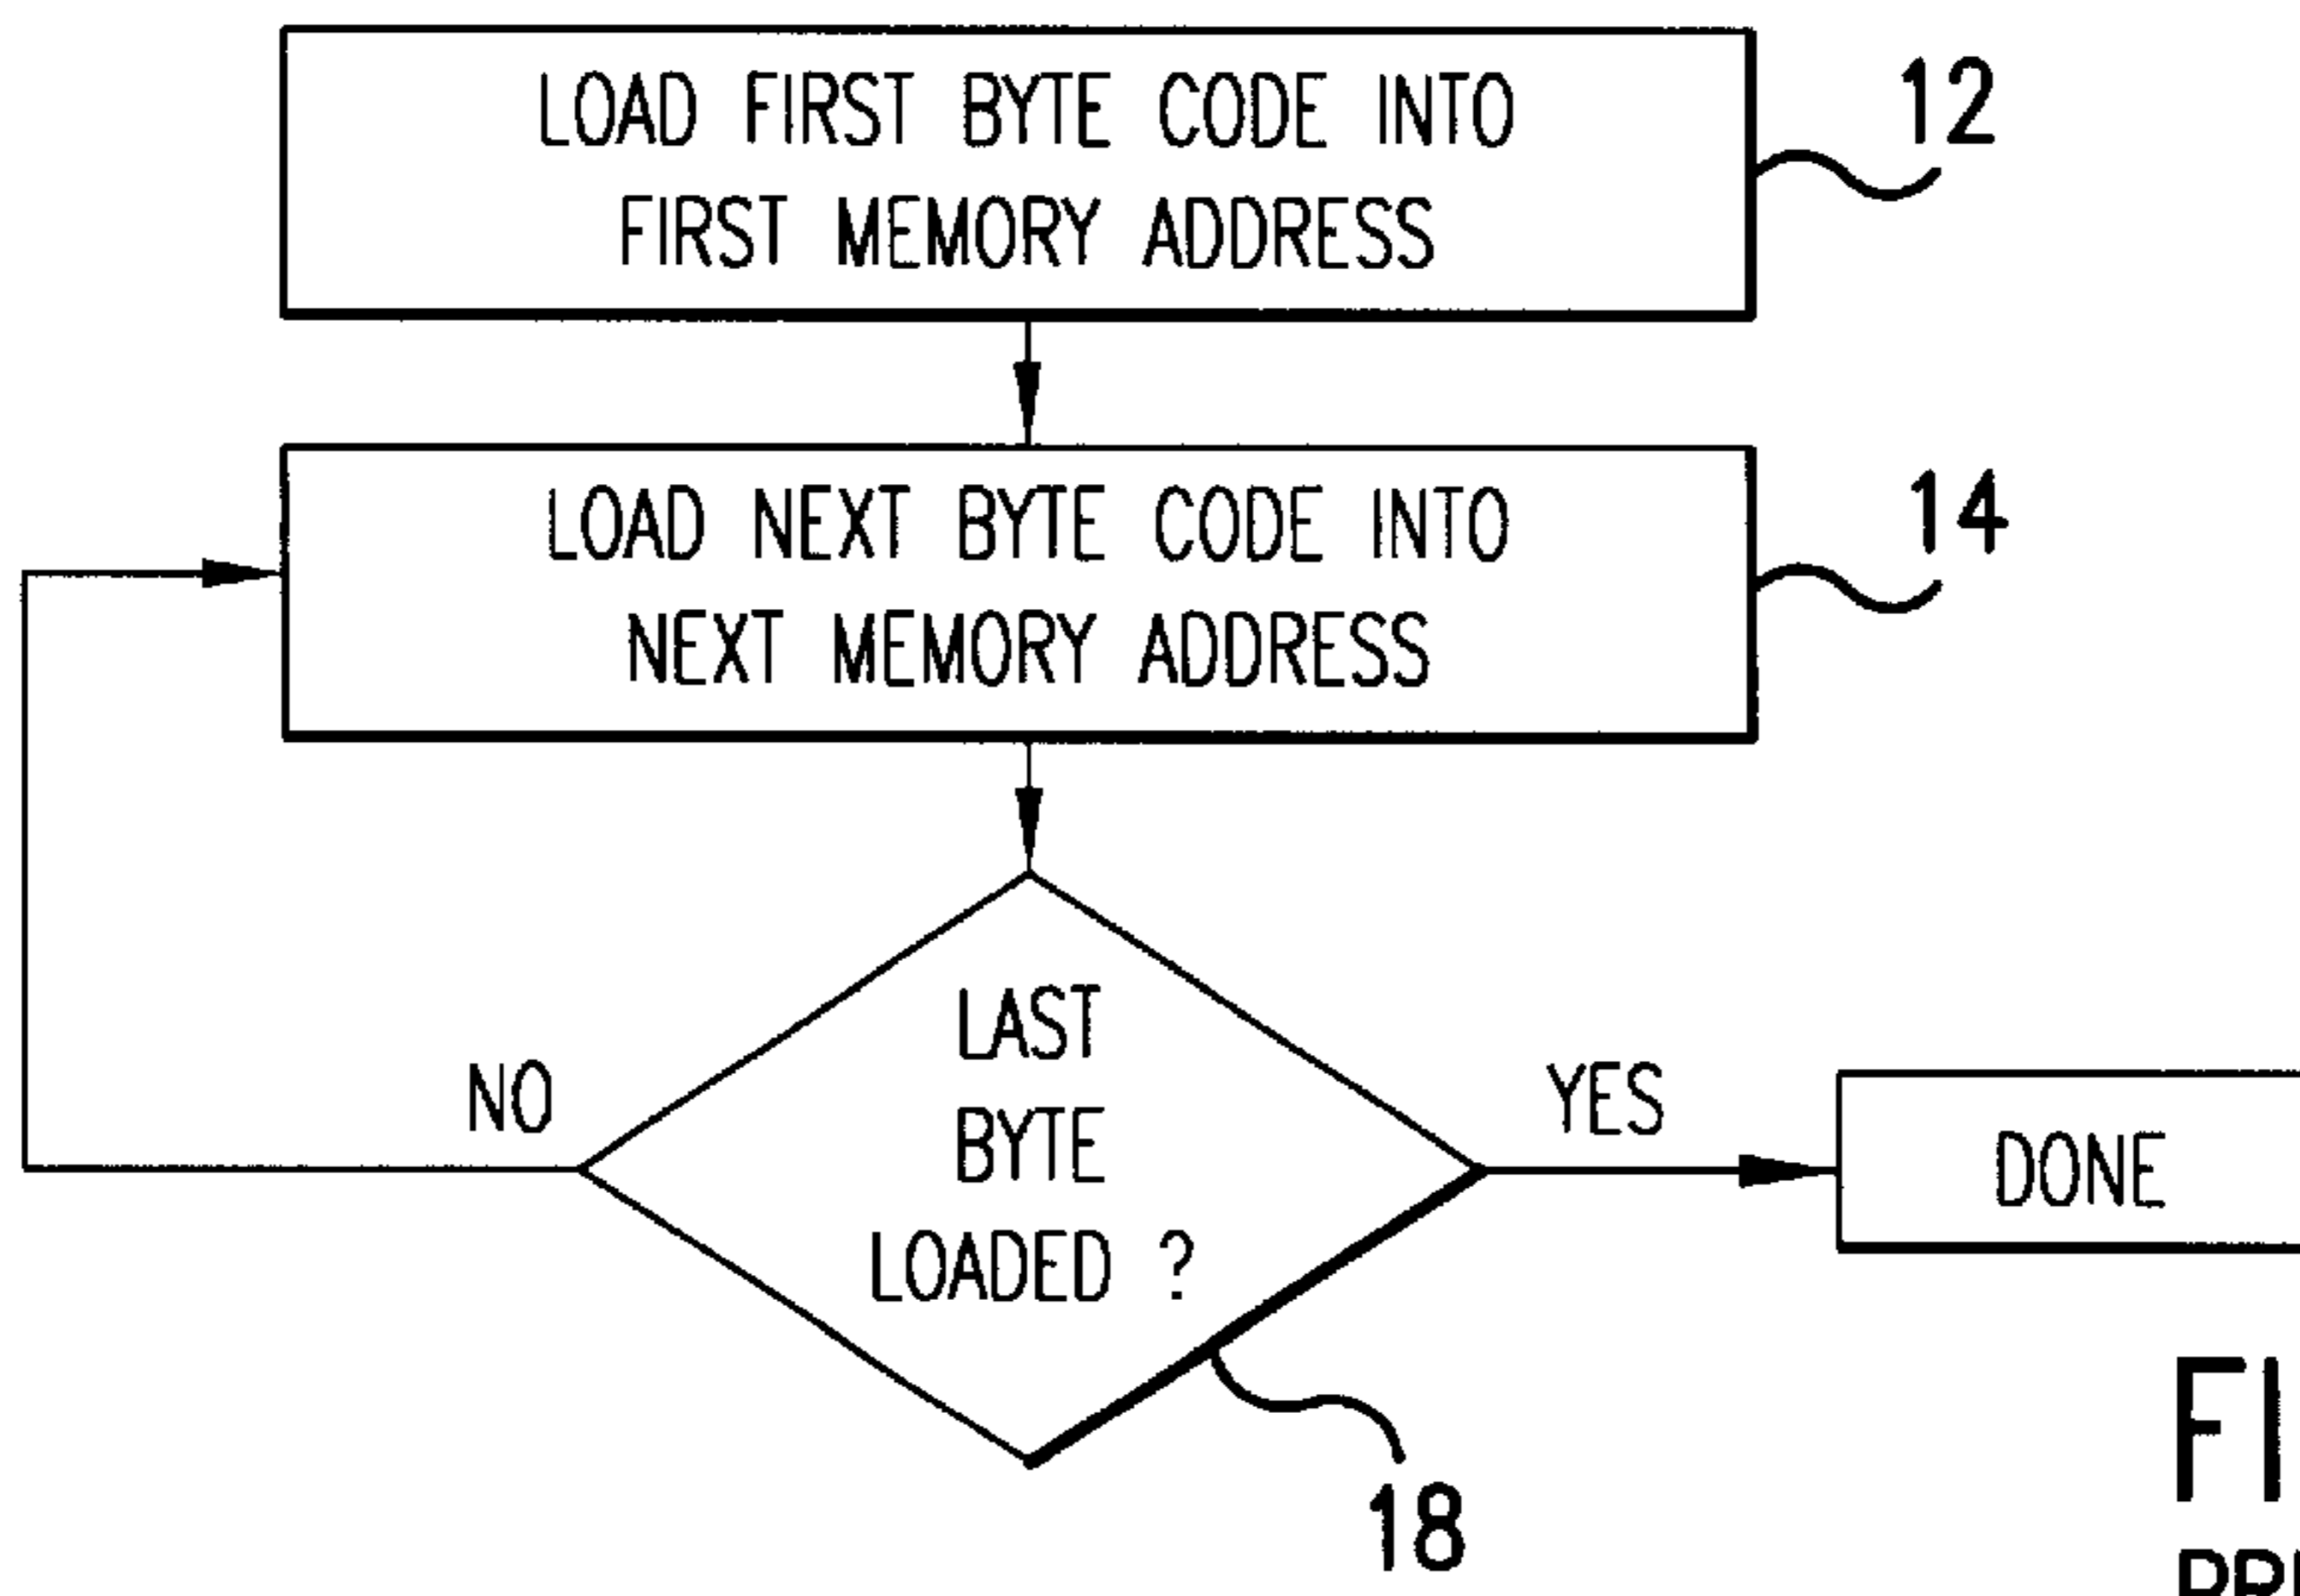 LOAD FIRST BYTE CODE INTO
FIRST MEMORY ADDRESS
12
LOAD NEXT BYTE CODE INTO
NEXT MEMORY ADDRESS
14
LAST
BYTE
LOADED ?
NO
YES
DONE
18